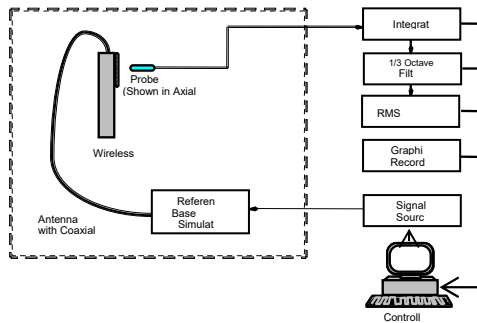 Integrat
1/3 Octave
Filt
RMS
Graphi
Record
Probe
(Shown in Axial
Wireless
Referen
Base
Simulat
Antenna
with Coaxial
Signal
Sourc
Controll